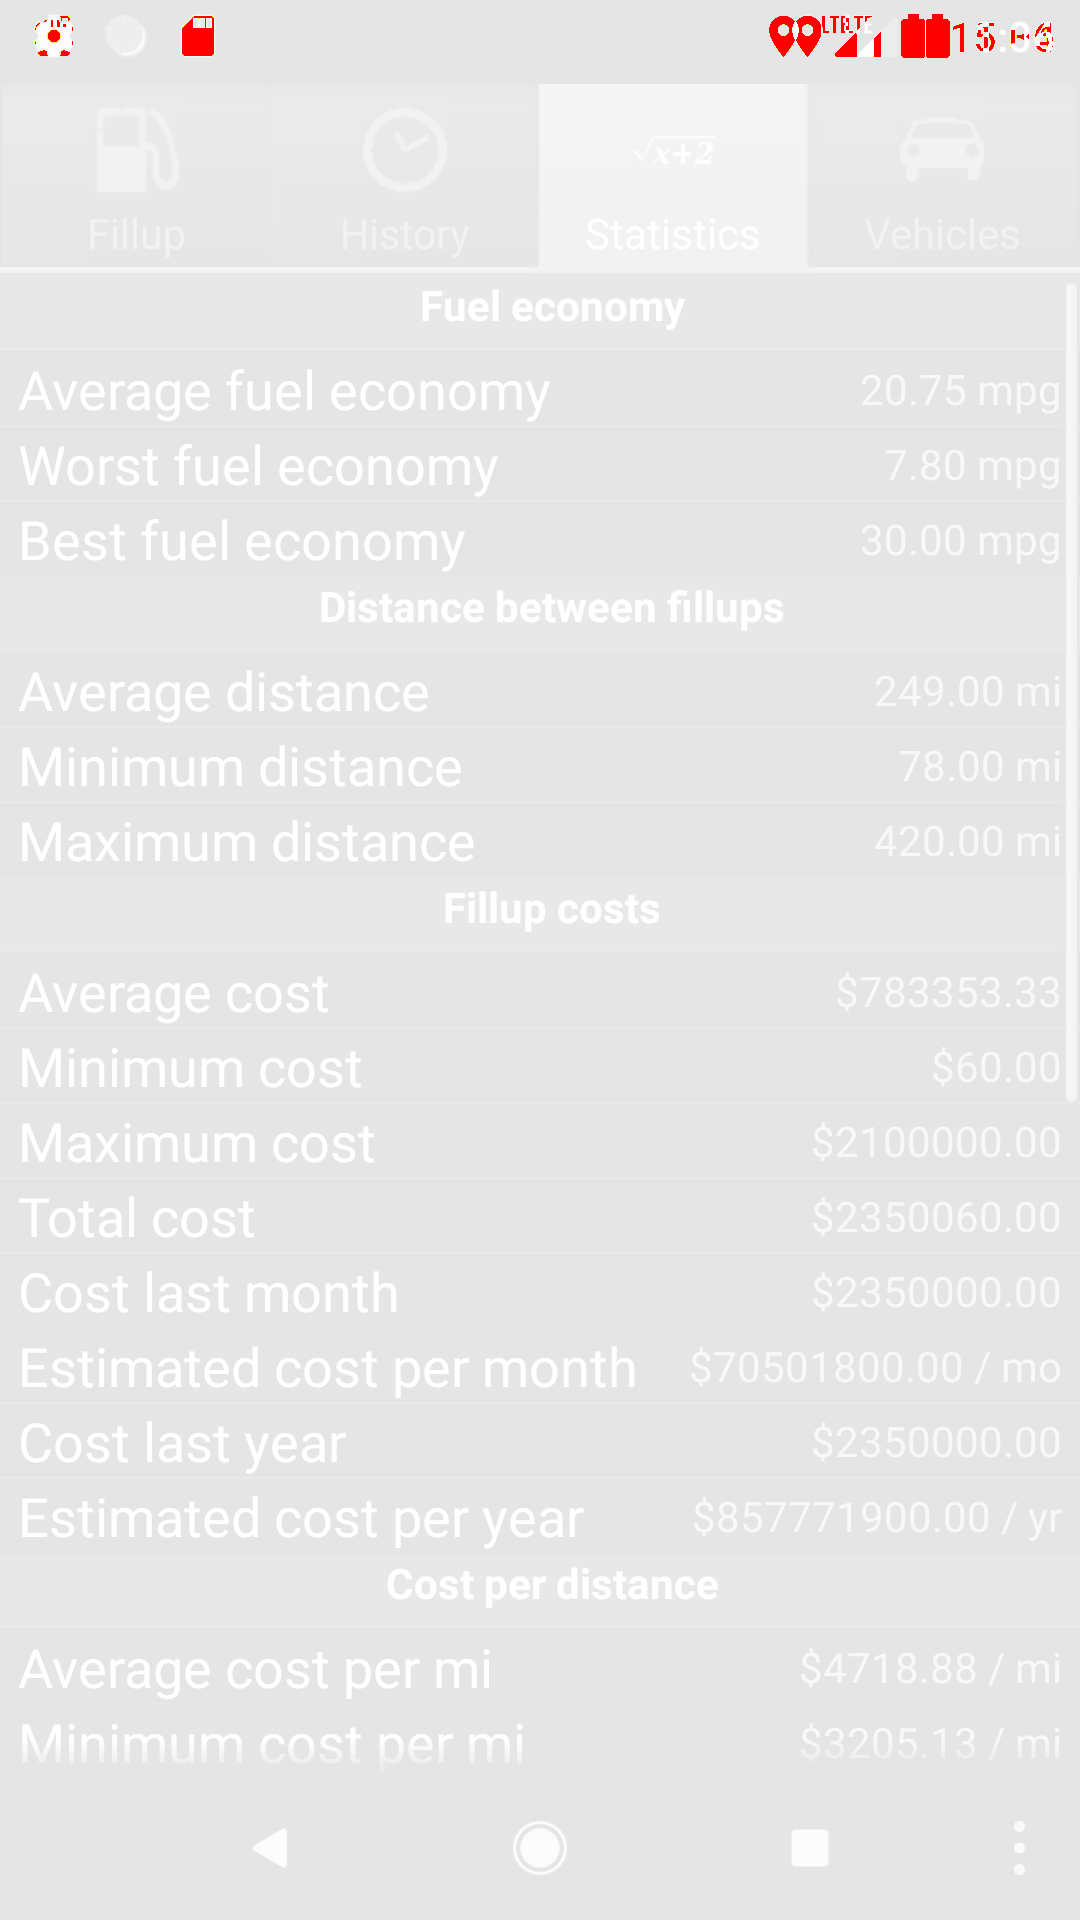 Fillup History √x+2 Statistics Vehicles
Fuel economy
Average fuel economy 20.75 mpg
Worst fuel economy 7.80 mpg
Best fuel economy 30.00 mpg
Distance between fillups
Average distance 249.00 mi
Minimum distance 78.00 mi
Maximum distance 420.00 mi
Fillup costs
Average cost $783353.33
Minimum cost $60.00
Maximum cost $2100000.00
Total cost $2350060.00
Cost last month $2350000.00
Estimated cost per month $70501800.00 / mo
Cost last year $2350000.00
Estimated cost per year $857771900.00 / yr
Cost per distance
Average cost per mi $4718.88 / mi
Minimum cost per mi $3205.13 / mi